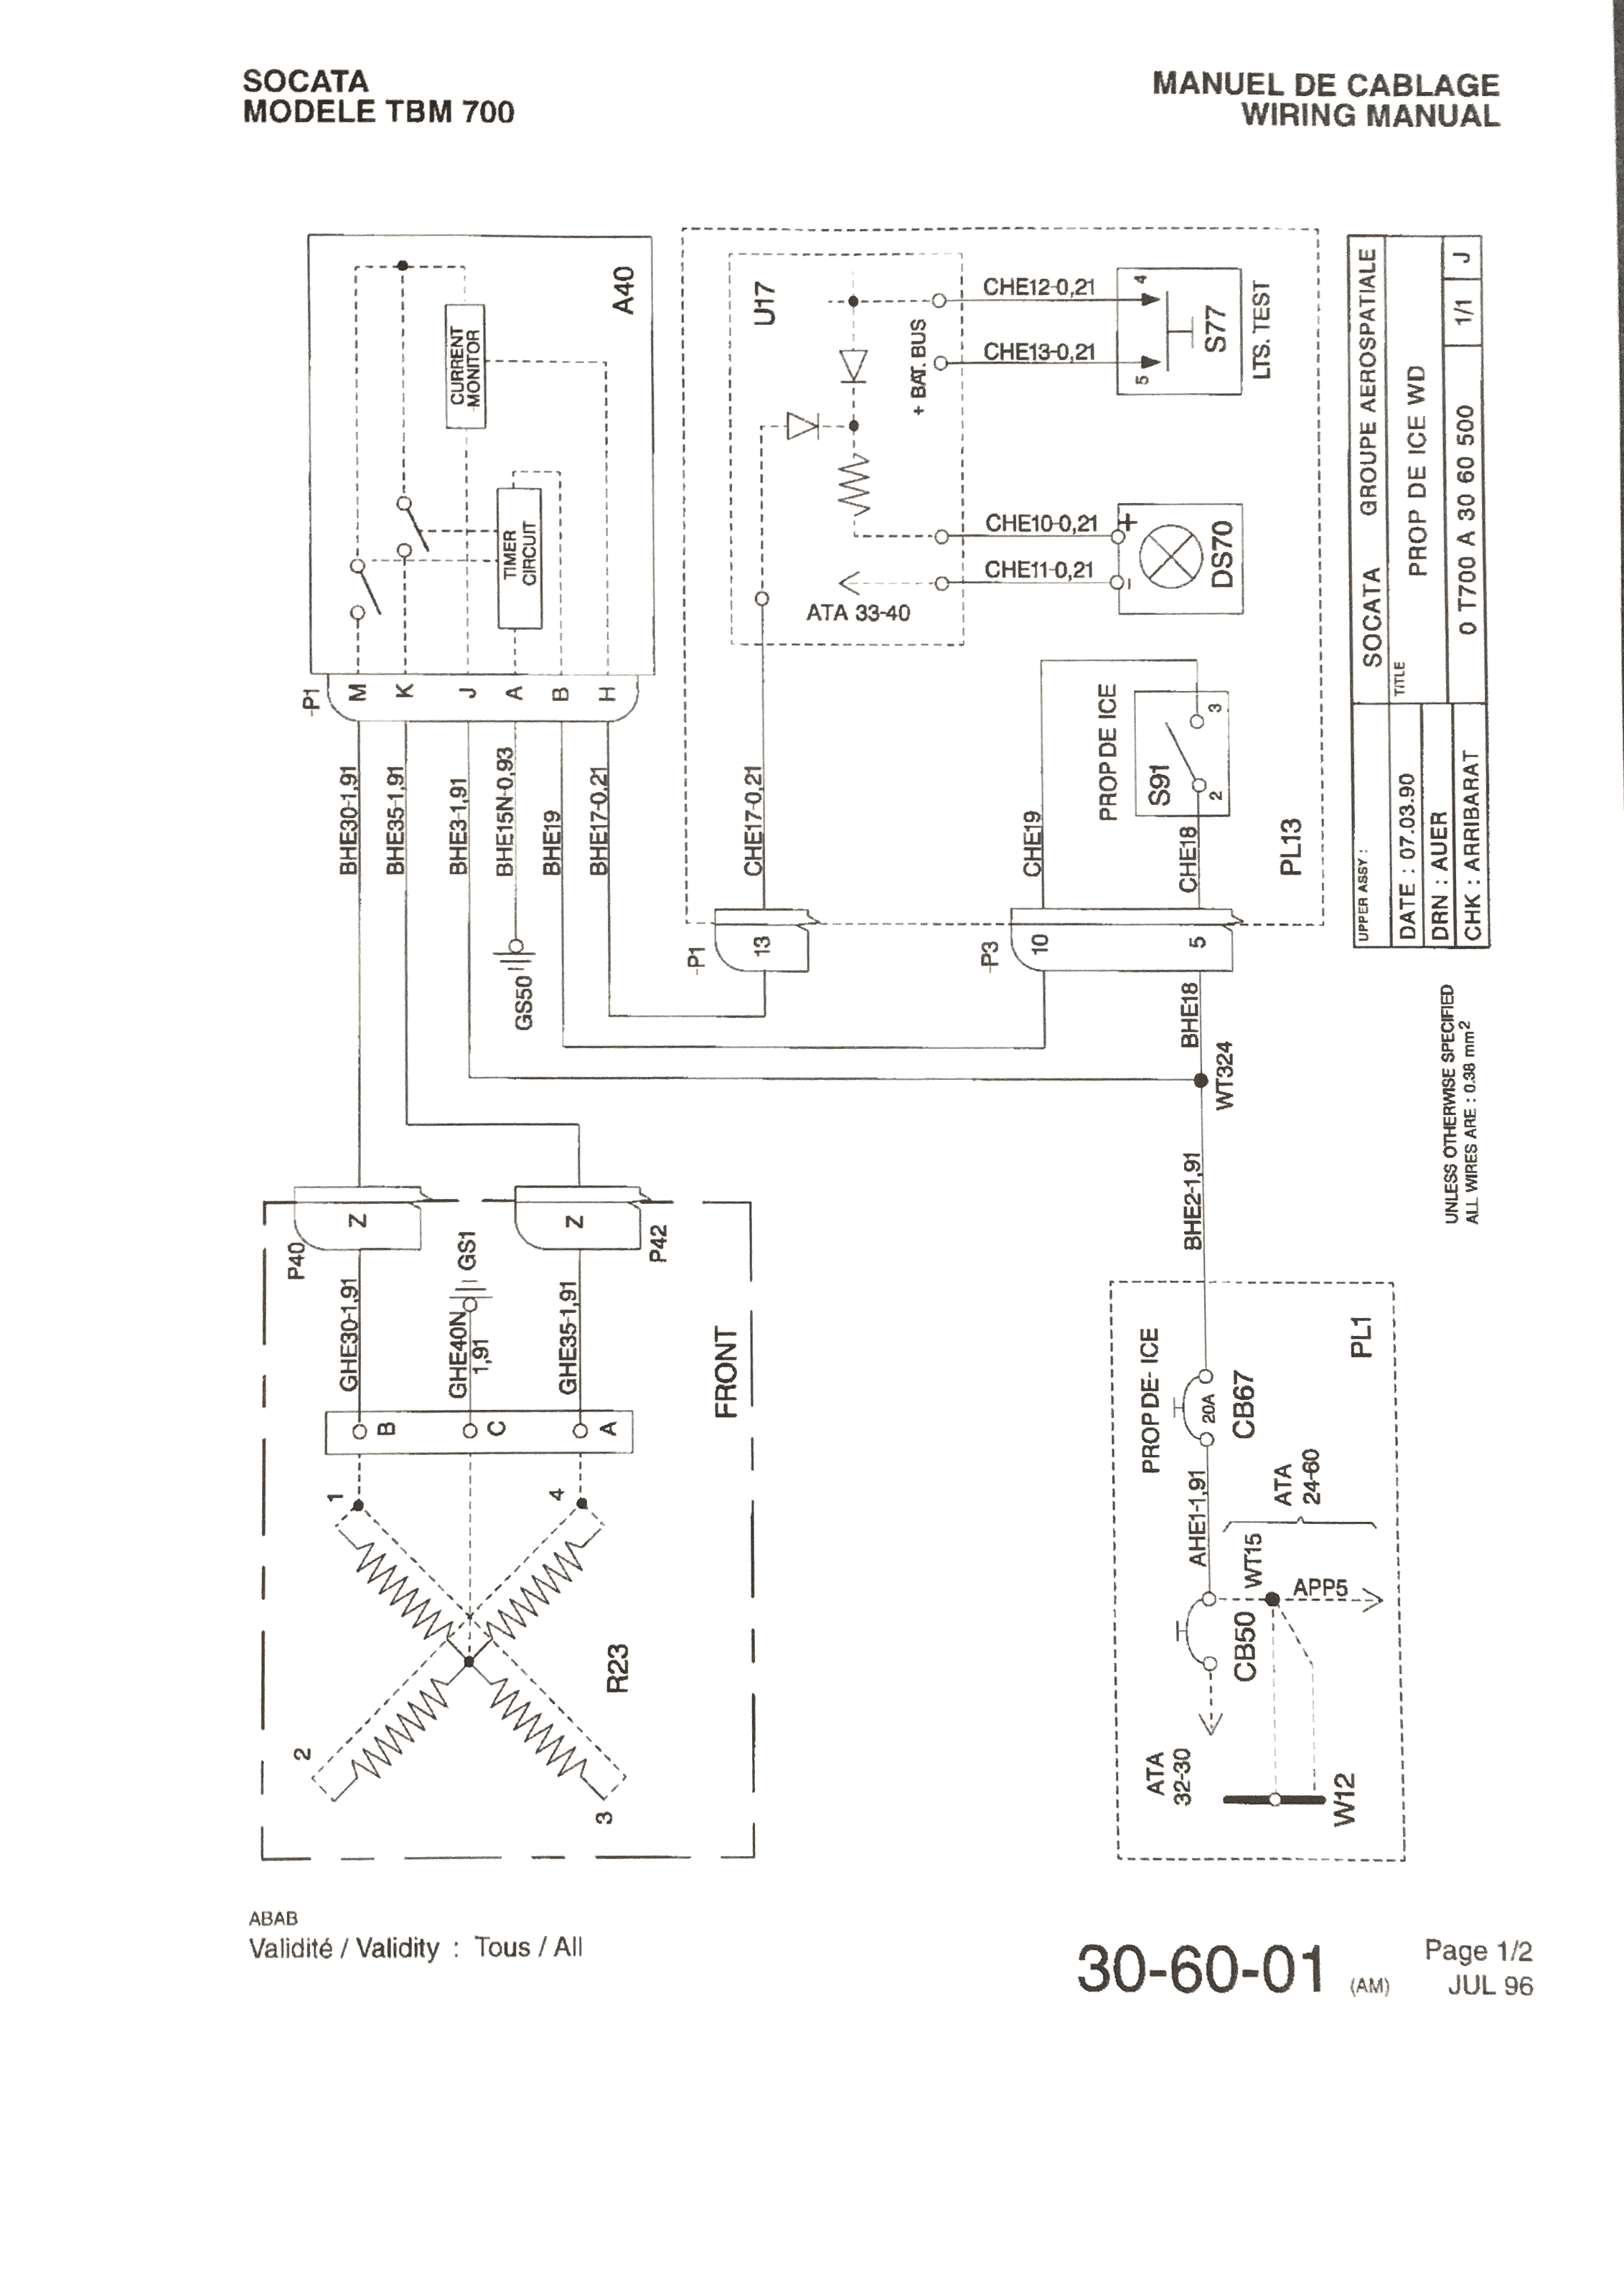 SOCATA
MODELE TBM 700
MANUEL DE CABLAGE
WIRING MANUAL
A40
CURRENT
MONITOR
TIMER
CIRCUIT
-P1
M
K
J
A
B
H
BHE30-1,91
BHE35-1,91
BHE3-1,91
BHE15N-0,93
BHE19
BHE17-0,21
GS50
U17
+ BAT. BUS
ATA 33-40
CHE12-0,21
CHE13-0,21
CHE10-0,21
CHE11-0,21
4
5
S77
LTS. TEST
+
-
DS70
CHE17-0,21
PROP DE ICE
S91
3
2
CHE19
CHE18
PL13
-P1
13
-P3
10
5
BHE18
WT324
BHE2-1,91
P40
Z
P42
Z
GHE30-1,91
GHE40N
1,91
GS1
GHE35-1,91
FRONT
B
C
A
1
4
2
3
R23
PROP DE- ICE
PL1
20A
CB67
AHE1-1,91
ATA
24-60
WT15
APP5
CB50
ATA
32-30
W12
UNLESS OTHERWISE SPECIFIED
ALL WIRES ARE : 0.38 mm2
UPPER ASSY :
SOCATA GROUPE AEROSPATIALE
DATE : 07.03.90
TITLE
PROP DE ICE WD
DRN : AUER
CHK : ARRIBARAT
0 T700 A 30 60 500
1/1
J
ABAB
Validité / Validity : Tous / All
30-60-01 (AM)
Page 1/2
JUL 96